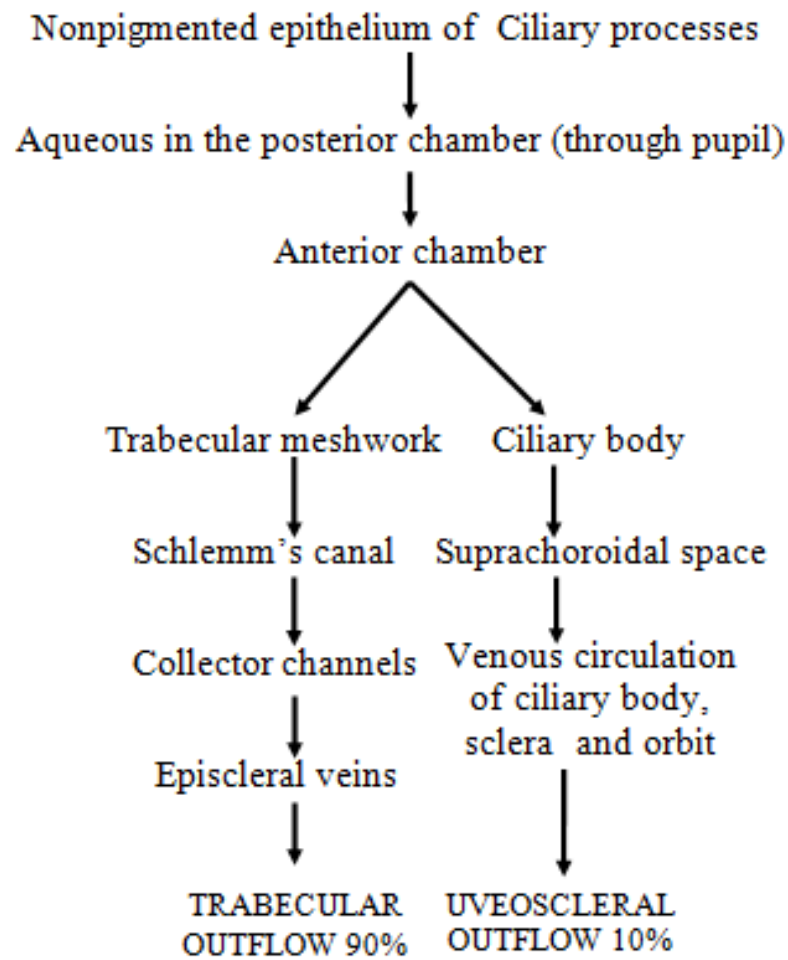 Nonpigmented epithelium of Ciliary processes
Aqueous in the posterior chamber (through pupil)
Anterior chamber
Trabecular meshwork
Ciliary body
Schlemm's canal
Suprachoroidal space
Collector channels
Venous circulation
of ciliary body,
sclera and orbit
Episcleral veins
TRABECULAR
OUTFLOW 90%
UVEOSCLERAL
OUTFLOW 10%